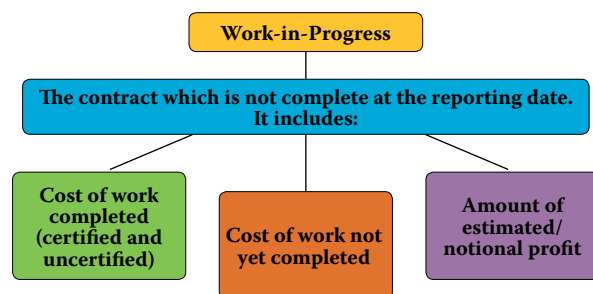 Work-in-Progress
The contract which is not complete at the reporting date.
It includes:
Cost of work
completed
(certified and
uncertified)
Cost of work not
yet completed
Amount of
estimated/
notional profit